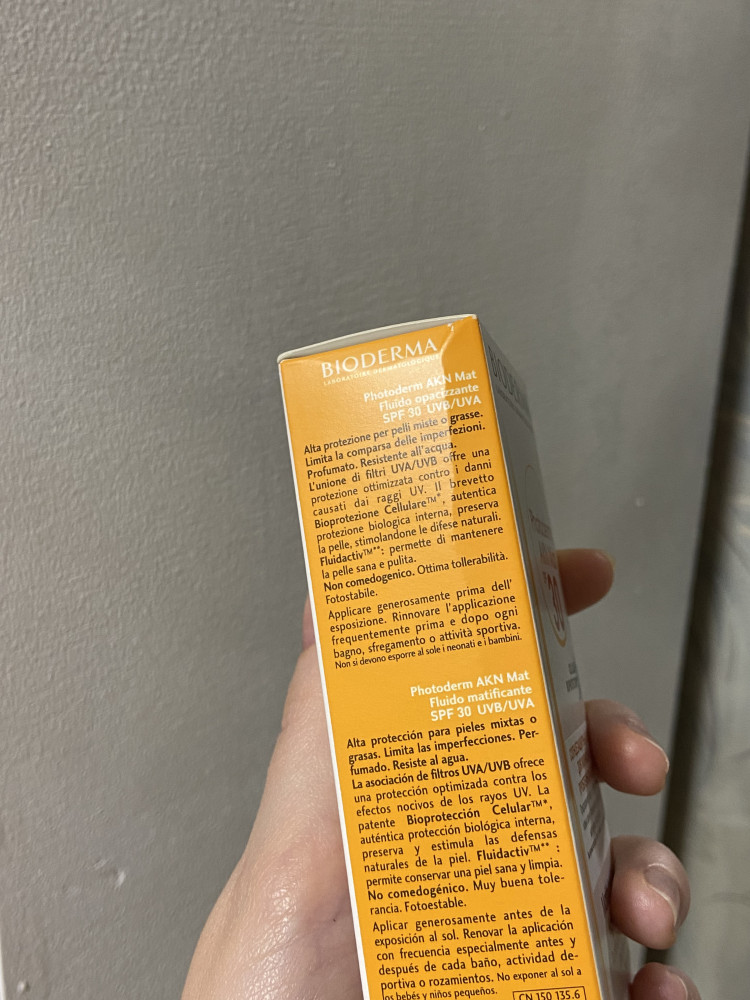 BIODERMA
LABORATOIRE DERMATOLOGIQUE
Photoderm AKN Mat
Fluido opacizzante
SPF 30 UVB/UVA
Alta protezione per pelli miste o grasse.
Limita la comparsa delle imperfezioni.
Profumato. Resistente all'acqua.
L'unione di filtri UVA/UVB offre una
protezione ottimizzata contro i danni
causati dai raggi UV. Il brevetto
Bioprotezione Cellulare™*, autentica
protezione biologica interna, preserva
la pelle, stimolandone le difese naturali.
Fluidactiv™**: permette di mantenere
la pelle sana e pulita.
Non comedogenico. Ottima tollerabilità.
Fotostabile.
Applicare generosamente prima dell'
esposizione. Rinnovare l'applicazione
frequentemente prima e dopo ogni
bagno, sfregamento o attività sportiva.
Non si devono esporre al sole i neonati e i bambini.
Photoderm AKN Mat
Fluido matificante
SPF 30 UVB/UVA
Alta protección para pieles mixtas o
grasas. Limita las imperfecciones. Per-
fumado. Resiste al agua.
La asociación de filtros UVA/UVB ofrece
una protección optimizada contra los
efectos nocivos de los rayos UV. La
patente Bioprotección Celular™*,
auténtica protección biológica interna,
preserva y estimula las defensas
naturales de la piel. Fluidactiv™** :
permite conservar una piel sana y limpia.
No comedogénico. Muy buena tole-
rancia. Fotoestable.
Aplicar generosamente antes de la
exposición al sol. Renovar la aplicación
con frecuencia especialmente antes y
después de cada baño, actividad de-
portiva o rozamientos. No exponer al sol a
los bebés y niños pequeños.
CN 150 135.6
30